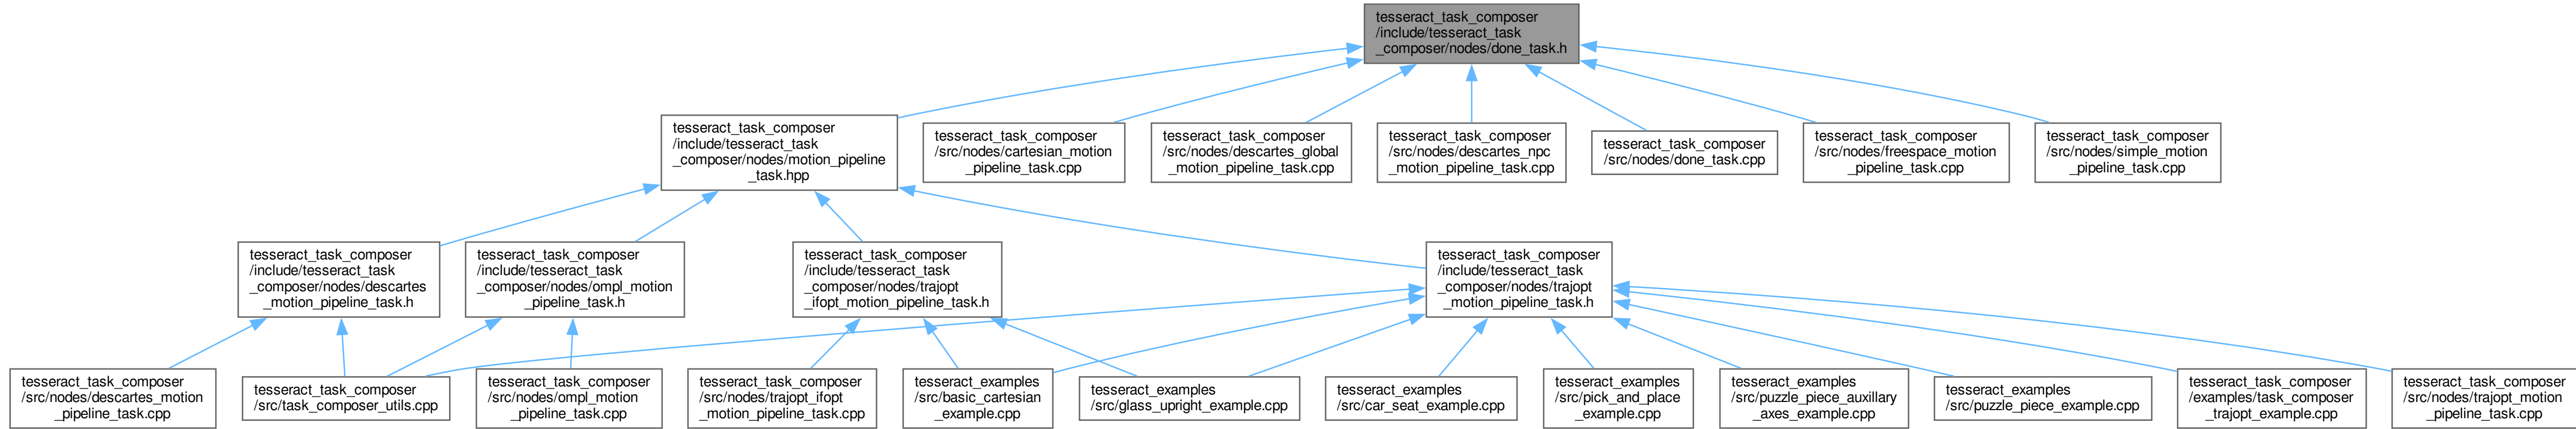 tesseract_task_composer
/include/tesseract_task
_composer/nodes/done_task.h
tesseract_task_composer
/include/tesseract_task
_composer/nodes/motion_pipeline
_task.hpp
tesseract_task_composer
/src/nodes/cartesian_motion
_pipeline_task.cpp
tesseract_task_composer
/src/nodes/descartes_global
_motion_pipeline_task.cpp
tesseract_task_composer
/src/nodes/descartes_npc
_motion_pipeline_task.cpp
tesseract_task_composer
/src/nodes/done_task.cpp
tesseract_task_composer
/src/nodes/freespace_motion
_pipeline_task.cpp
tesseract_task_composer
/src/nodes/simple_motion
_pipeline_task.cpp
tesseract_task_composer
/include/tesseract_task
_composer/nodes/descartes
_motion_pipeline_task.h
tesseract_task_composer
/include/tesseract_task
_composer/nodes/ompl_motion
_pipeline_task.h
tesseract_task_composer
/include/tesseract_task
_composer/nodes/trajopt
_ifopt_motion_pipeline_task.h
tesseract_task_composer
/include/tesseract_task
_composer/nodes/trajopt
_motion_pipeline_task.h
tesseract_task_composer
/src/nodes/descartes_motion
_pipeline_task.cpp
tesseract_task_composer
/src/task_composer_utils.cpp
tesseract_task_composer
/src/nodes/ompl_motion
_pipeline_task.cpp
tesseract_task_composer
/src/nodes/trajopt_ifopt
_motion_pipeline_task.cpp
tesseract_examples
/src/basic_cartesian
_example.cpp
tesseract_examples
/src/glass_upright_example.cpp
tesseract_examples
/src/car_seat_example.cpp
tesseract_examples
/src/pick_and_place
_example.cpp
tesseract_examples
/src/puzzle_piece_auxillary
_axes_example.cpp
tesseract_examples
/src/puzzle_piece_example.cpp
tesseract_task_composer
/examples/task_composer
_trajopt_example.cpp
tesseract_task_composer
/src/nodes/trajopt_motion
_pipeline_task.cpp